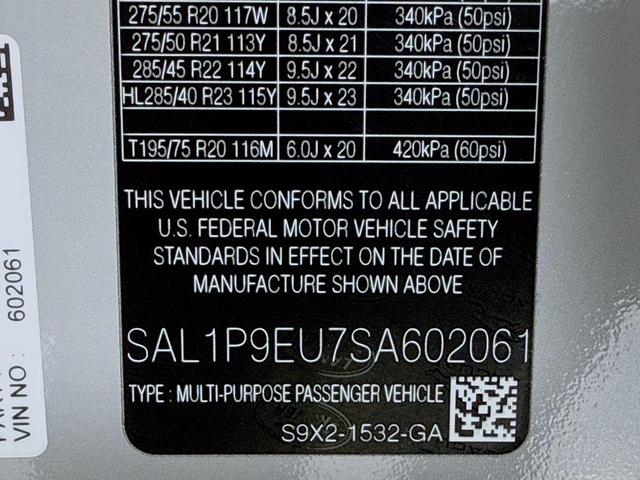 275/55 R20 117W 8.5J x 20 340kPa (50psi)
275/50 R21 113Y 8.5J x 21 340kPa (50psi)
285/45 R22 114Y 9.5J x 22 340kPa (50psi)
HL285/40 R23 115Y 9.5J x 23 340kPa (50psi)
T195/75 R20 116M 6.0J x 20 420kPa (60psi)
THIS VEHICLE CONFORMS TO ALL APPLICABLE
U.S. FEDERAL MOTOR VEHICLE SAFETY
STANDARDS IN EFFECT ON THE DATE OF
MANUFACTURE SHOWN ABOVE
SAL1P9EU7SA602061
TYPE : MULTI-PURPOSE PASSENGER VEHICLE
S9X2-1532-GA
VIN NO : 602061